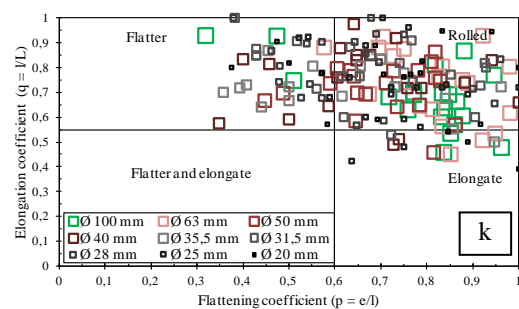 Elongation coefficient (q = l/L)
1
0,9
0,8
0,7
0,6
0,5
0,4
0,3
0,2
0,1
0
Flatter
Rolled
Flatter and elongate
Elongate
Ø 100 mm
Ø 63 mm
Ø 50 mm
Ø 40 mm
Ø 35,5 mm
Ø 31,5 mm
Ø 28 mm
Ø 25 mm
Ø 20 mm
k
0 0,1 0,2 0,3 0,4 0,5 0,6 0,7 0,8 0,9 1
Flattening coefficient (p = e/l)